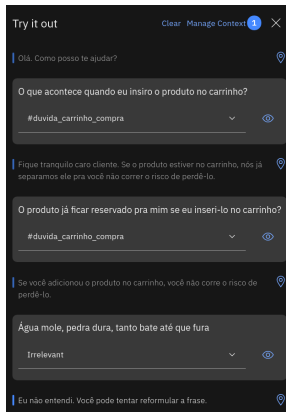 Try it out Clear Manage Context 1
Olá. Como posso te ajudar?
O que acontece quando eu insiro o produto no carrinho?
#duvida_carrinho_compra
Fique tranquilo caro cliente. Se o produto estiver no carrinho, nós já
separamos ele pra você não correr o risco de perdê-lo.
O produto já ficar reservado pra mim se eu inseri-lo no carrinho?
#duvida_carrinho_compra
Se você adicionou o produto no carrinho, você não corre o risco de
perdê-lo.
Água mole, pedra dura, tanto bate até que fura
Irrelevant
Eu não entendi. Você pode tentar reformular a frase.